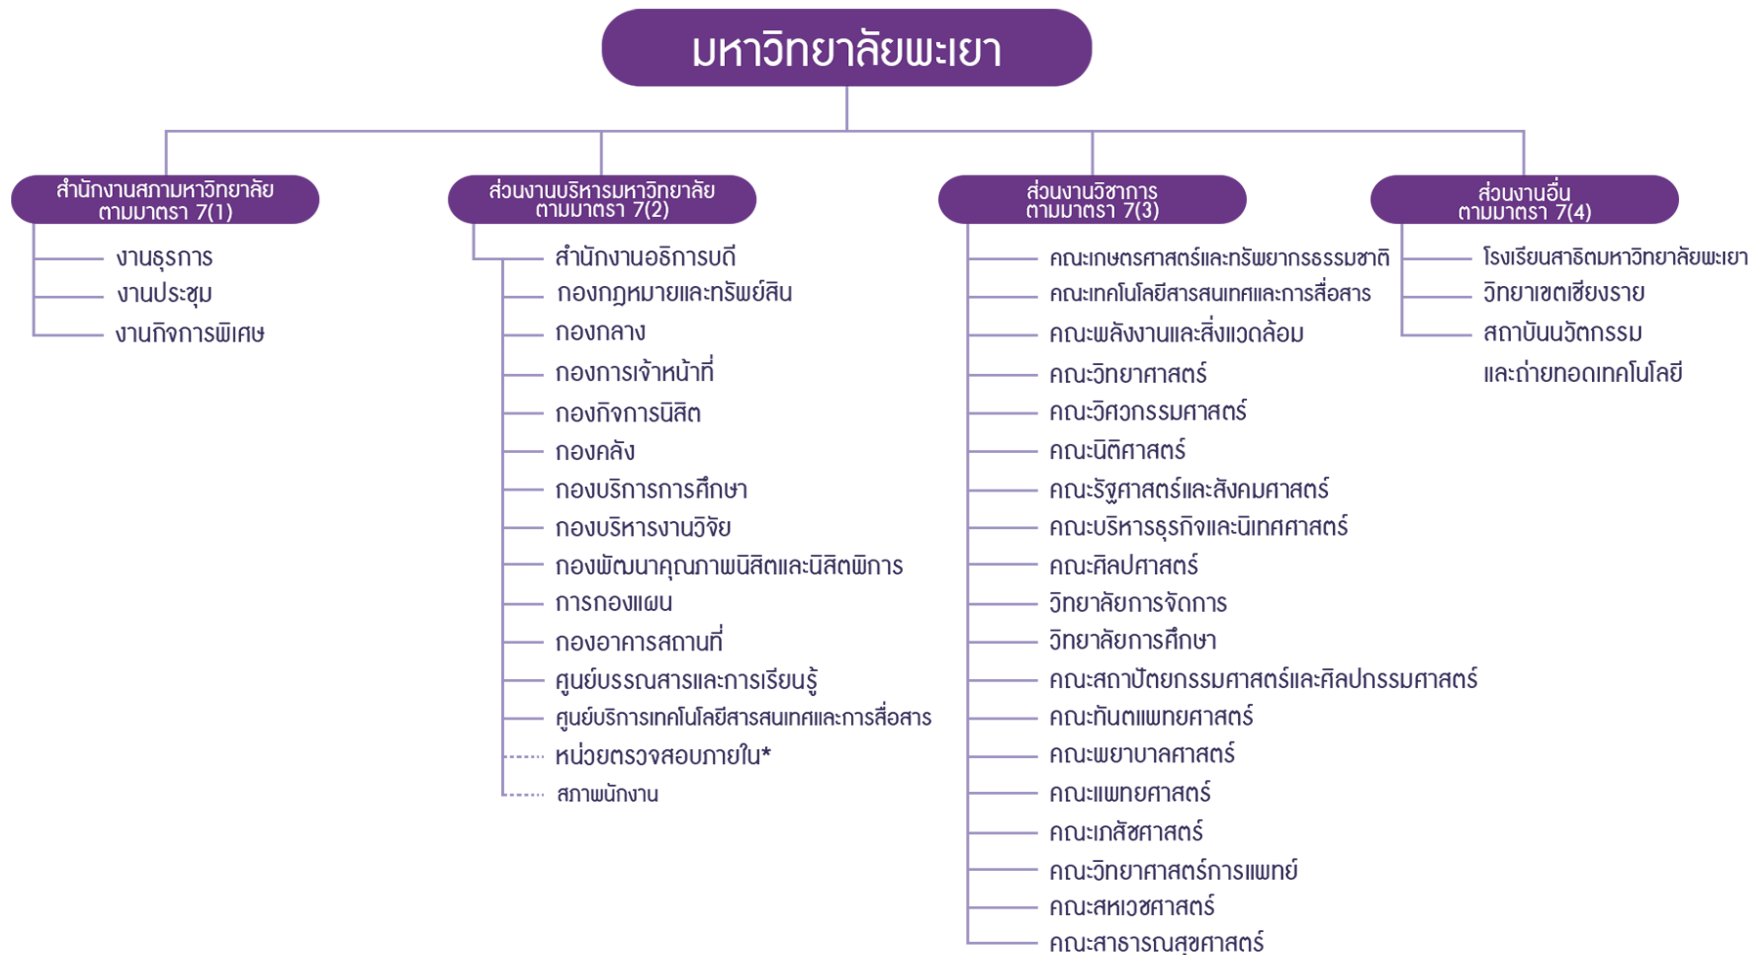 มหาวิทยาลัยพะเยา
สำนักงานสภามหาวิทยาลัย
ตามมาตรา 7(1)
งานธุรการ
งานประชุม
งานกิจการพิเศษ
ส่วนงานบริหารมหาวิทยาลัย
ตามมาตรา 7(2)
สำนักงานอธิการบดี
กองกฎหมายและทรัพย์สิน
กองกลาง
กองการเจ้าหน้าที่
กองกิจการนิสิต
กองคลัง
กองบริการการศึกษา
กองบริหารงานวิจัย
กองพัฒนาคุณภาพนิสิตและนิสิตพิการ
การกองแผน
กองอาคารสถานที่
ศูนย์บรรณสารและการเรียนรู้
ศูนย์บริการเทคโนโลยีสารสนเทศและการสื่อสาร
หน่วยตรวจสอบภายใน*
สภาพนักงาน
ส่วนงานวิชาการ
ตามมาตรา 7(3)
คณะเกษตรศาสตร์และทรัพยากรธรรมชาติ
คณะเทคโนโลยีสารสนเทศและการสื่อสาร
คณะพลังงานและสิ่งแวดล้อม
คณะวิทยาศาสตร์
คณะวิศวกรรมศาสตร์
คณะนิติศาสตร์
คณะรัฐศาสตร์และสังคมศาสตร์
คณะบริหารธุรกิจและนิเทศศาสตร์
คณะศิลปศาสตร์
วิทยาลัยการจัดการ
วิทยาลัยการศึกษา
คณะสถาปัตยกรรมศาสตร์และศิลปกรรมศาสตร์
คณะทันตแพทยศาสตร์
คณะพยาบาลศาสตร์
คณะแพทยศาสตร์
คณะเภสัชศาสตร์
คณะวิทยาศาสตร์การแพทย์
คณะสหเวชศาสตร์
คณะสาธารณสุขศาสตร์
ส่วนงานอื่น
ตามมาตรา 7(4)
โรงเรียนสาธิตมหาวิทยาลัยพะเยา
วิทยาเขตเชียงราย
สถาบันนวัตกรรม
และถ่ายทอดเทคโนโลยี